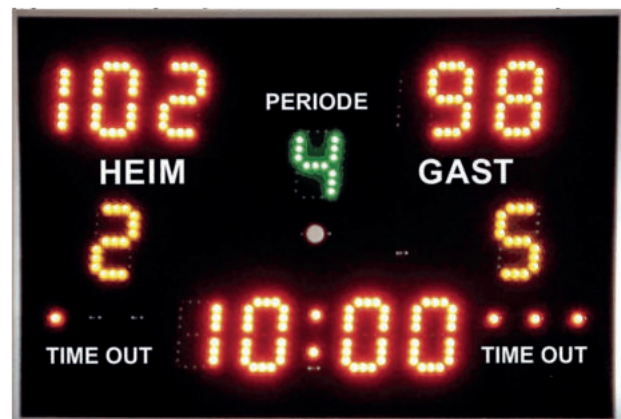 102 PERIODE 98
HEIM 4 GAST
2 5
10:00
TIME OUT TIME OUT